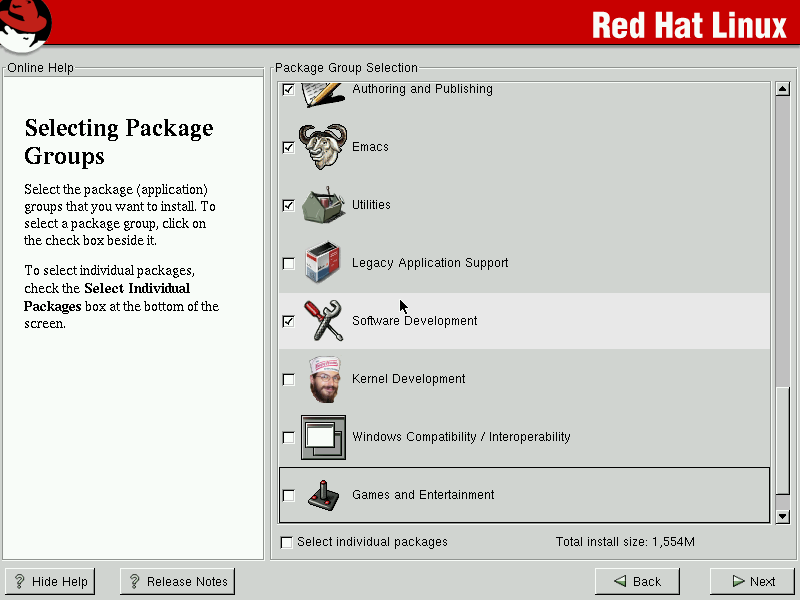 Red Hat Linux
Online Help
Selecting Package
Groups
Select the package (application)
groups that you want to install. To
select a package group, click on
the check box beside it.
To select individual packages,
check the Select Individual
Packages box at the bottom of the
screen.
Package Group Selection
Authoring and Publishing
Emacs
Utilities
Legacy Application Support
Software Development
Kernel Development
Windows Compatibility / Interoperability
Games and Entertainment
Select individual packages
Total install size: 1,554M
Hide Help
Release Notes
Back
Next